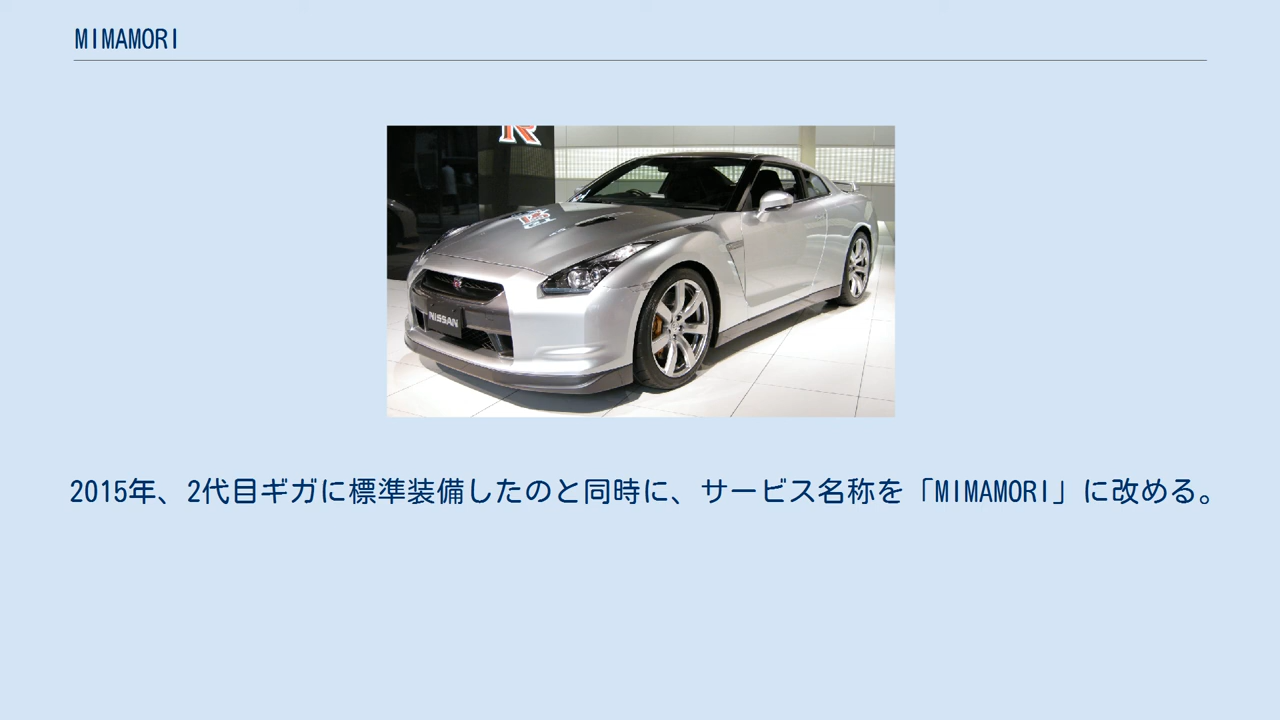 MIMAMORI
R
R
NISSAN
2015年、2代目ギガに標準装備したのと同時に、サービス名称を「MIMAMORI」に改める。